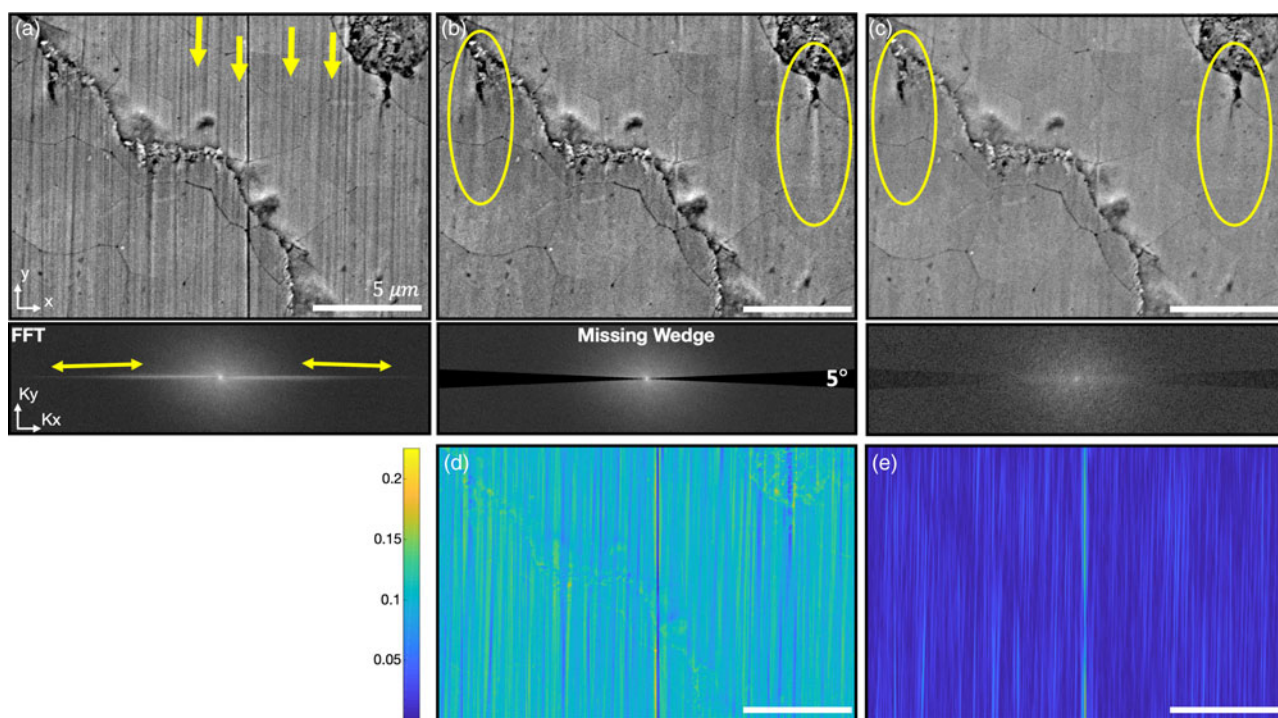 (a)
(b)
(c)
y
x
5 μm
FFT
Ky
Kx
Missing Wedge
5°
(d)
(e)
0.2
0.15
0.1
0.05